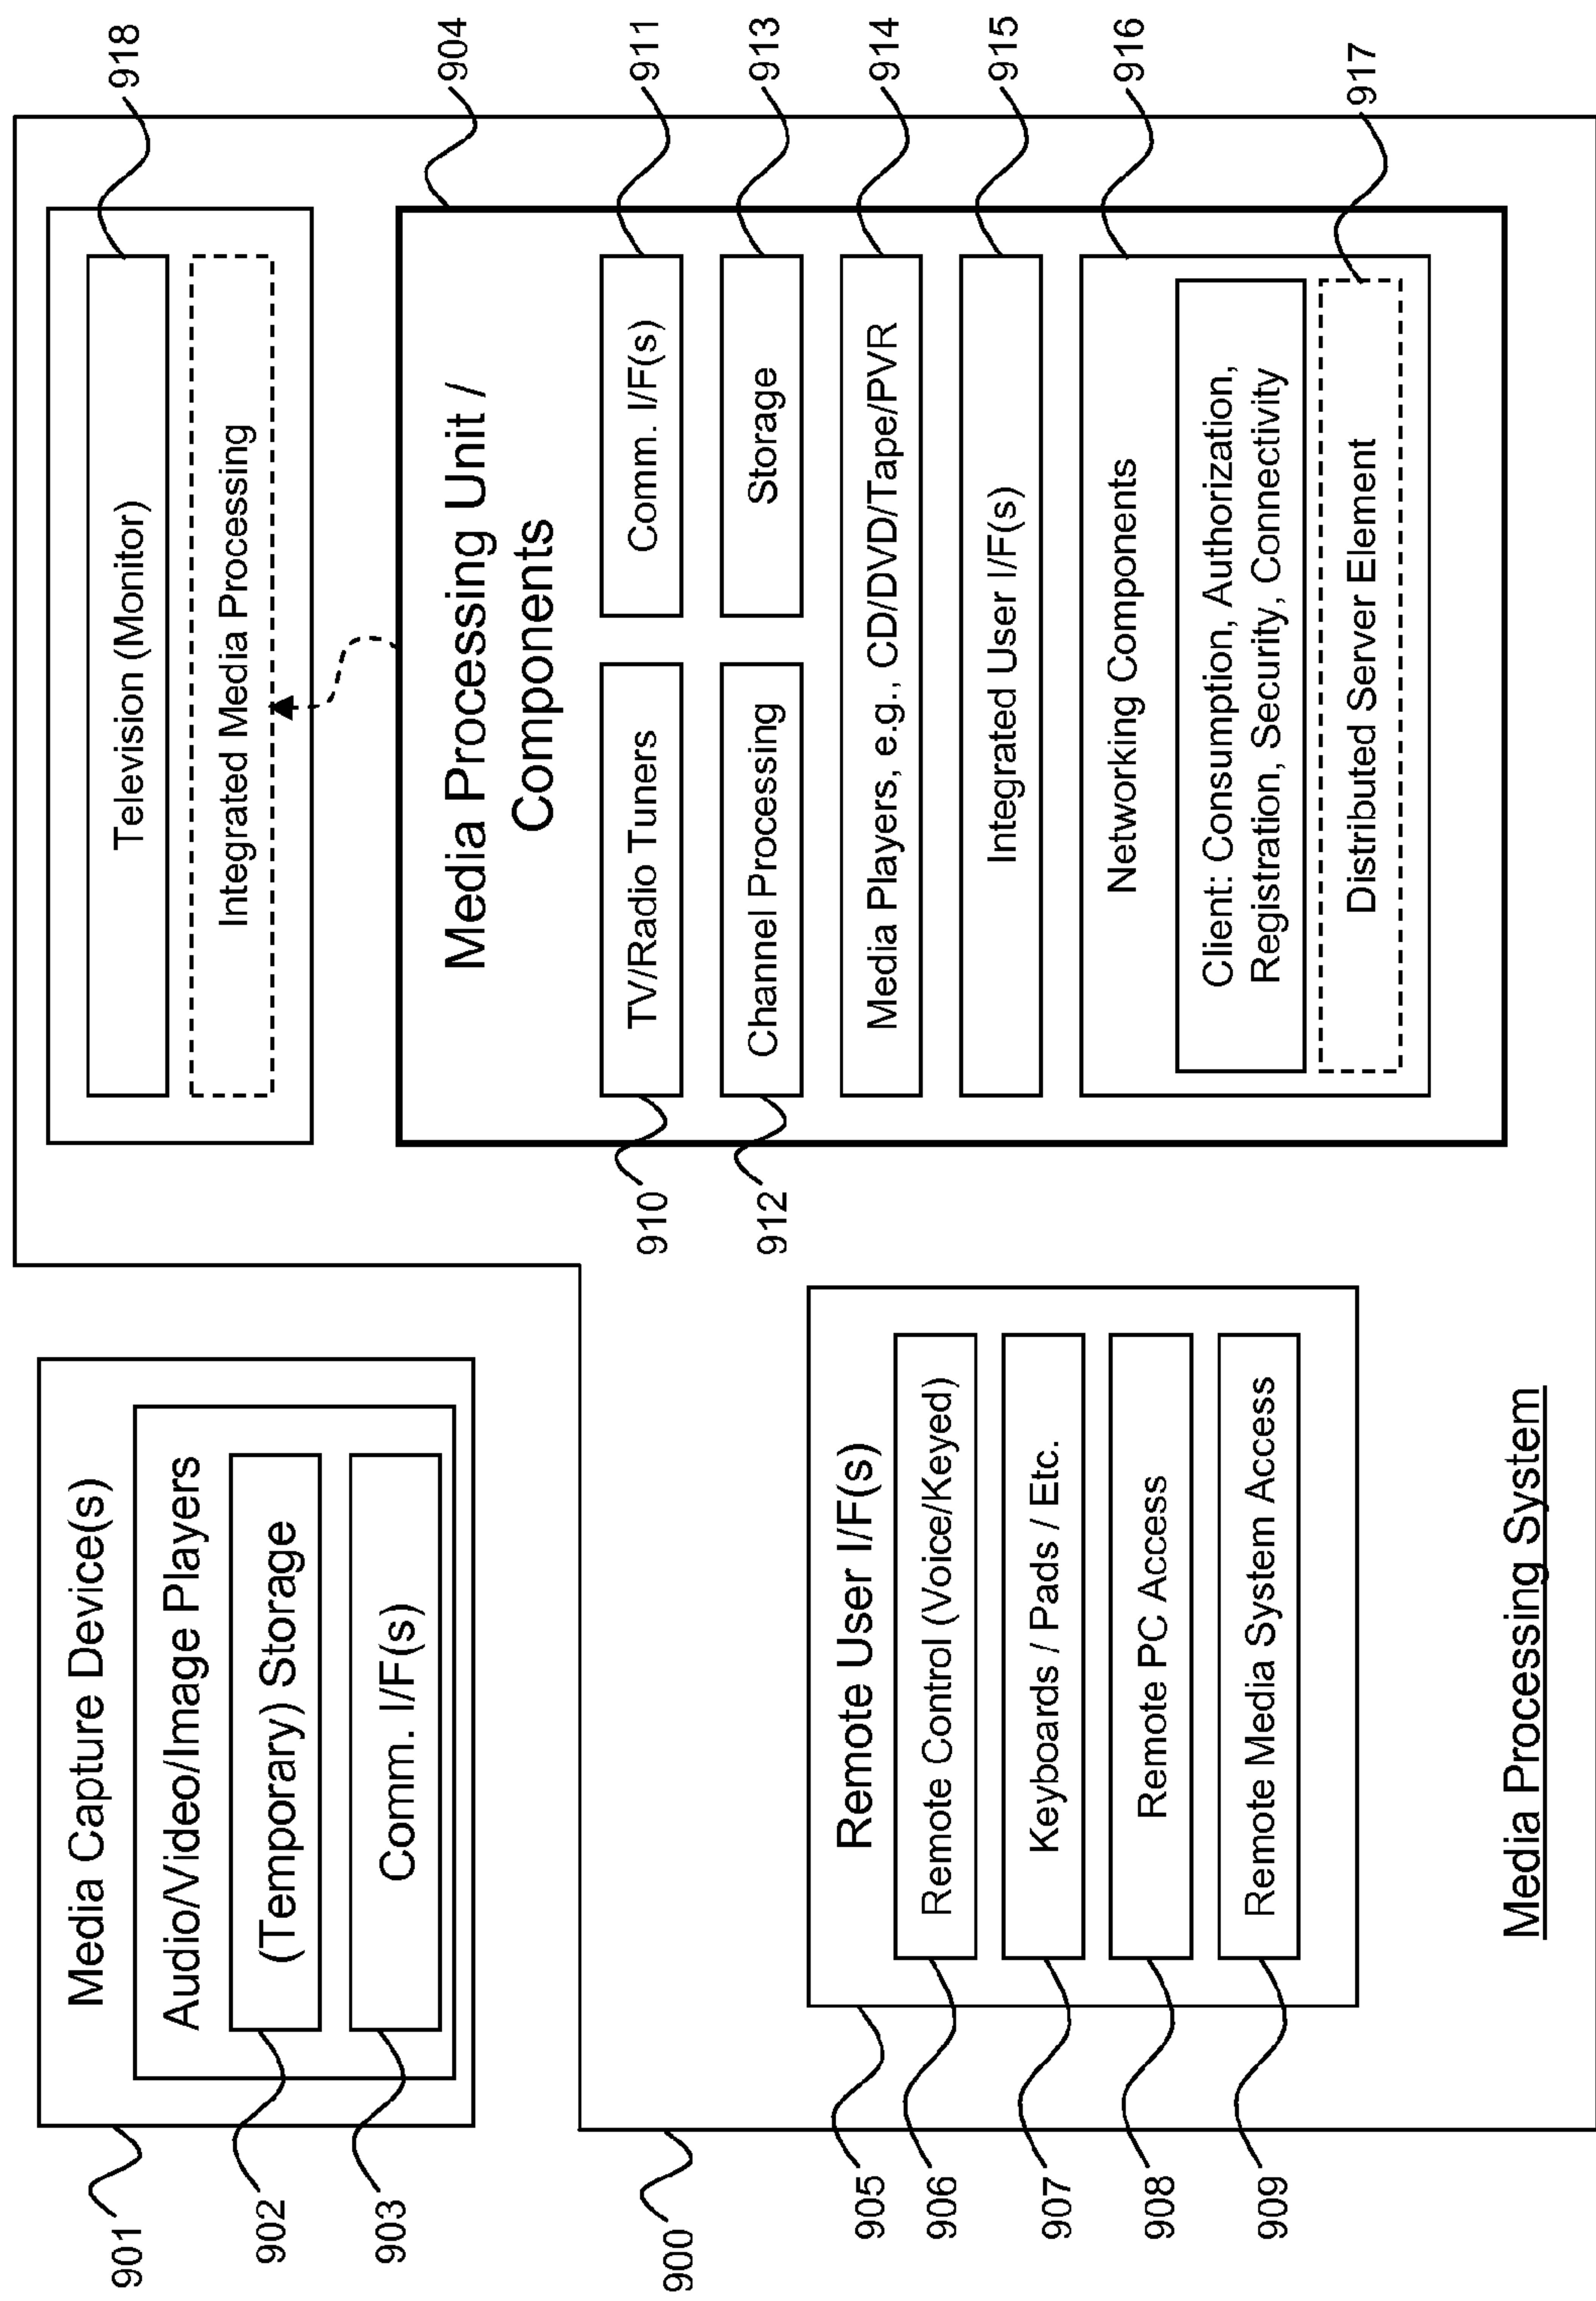 Media Capture Device(s)
Audio/Video/Image Players
(Temporary) Storage
Comm. I/F(s)
901
902
903
900
Remote User I/F(s)
Remote Control (Voice/Keyed)
Keyboards / Pads / Etc.
Remote PC Access
Remote Media System Access
905
906
907
908
909
Media Processing System
Television (Monitor)
Integrated Media Processing
918
904
Media Processing Unit /
Components
TV/Radio Tuners
Comm. I/F(s)
910
911
Channel Processing
Storage
912
913
Media Players, e.g., CD/DVD/Tape/PVR
914
Integrated User I/F(s)
915
Networking Components
916
Client: Consumption, Authorization,
Registration, Security, Connectivity
Distributed Server Element
917